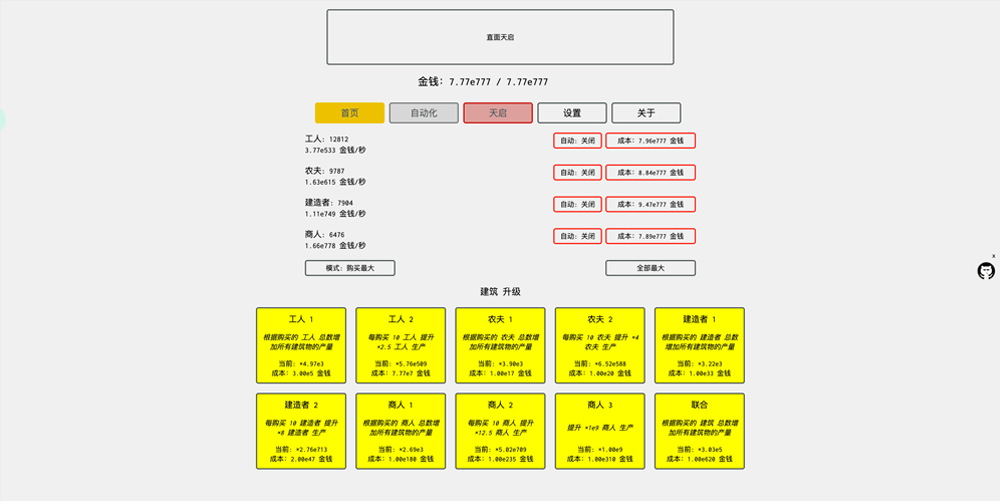 直面天启
金钱: 7.77e777 / 7.77e777
首页 自动化 天启 设置 关于
工人: 12812
3.77e533 金钱/秒
自动: 关闭 成本: 7.96e777 金钱
农夫: 9787
1.63e615 金钱/秒
自动: 关闭 成本: 8.84e777 金钱
建造者: 7904
1.11e749 金钱/秒
自动: 关闭 成本: 9.47e777 金钱
商人: 6476
1.66e778 金钱/秒
自动: 关闭 成本: 7.89e777 金钱
模式: 购买最大 全部最大
x
建筑 升级
工人 1
根据购买的 工人 总数增
加所有建筑物的产量
当前: ×4.97e3
成本: 3.00e5 金钱
工人 2
每购买 10 工人 提升
×2.5 工人 生产
当前: ×5.76e509
成本: 7.77e7 金钱
农夫 1
根据购买的 农夫 总数增
加所有建筑物的产量
当前: ×3.90e3
成本: 1.00e17 金钱
农夫 2
每购买 10 农夫 提升 ×4
农夫 生产
当前: ×6.52e588
成本: 1.00e20 金钱
建造者 1
根据购买的 建造者 总数
增加所有建筑物的产量
当前: ×3.22e3
成本: 1.00e33 金钱
建造者 2
每购买 10 建造者 提升
×8 建造者 生产
当前: ×2.76e713
成本: 2.00e47 金钱
商人 1
根据购买的 商人 总数增
加所有建筑物的产量
当前: ×2.69e3
成本: 1.00e180 金钱
商人 2
每购买 10 商人 提升
×12.5 商人 生产
当前: ×5.02e709
成本: 1.00e235 金钱
商人 3
提升 ×1e9 商人 生产
当前: ×1.00e9
成本: 1.00e310 金钱
联合
根据购买的 建筑 总数增
加所有建筑物的产量
当前: ×3.03e5
成本: 1.00e620 金钱